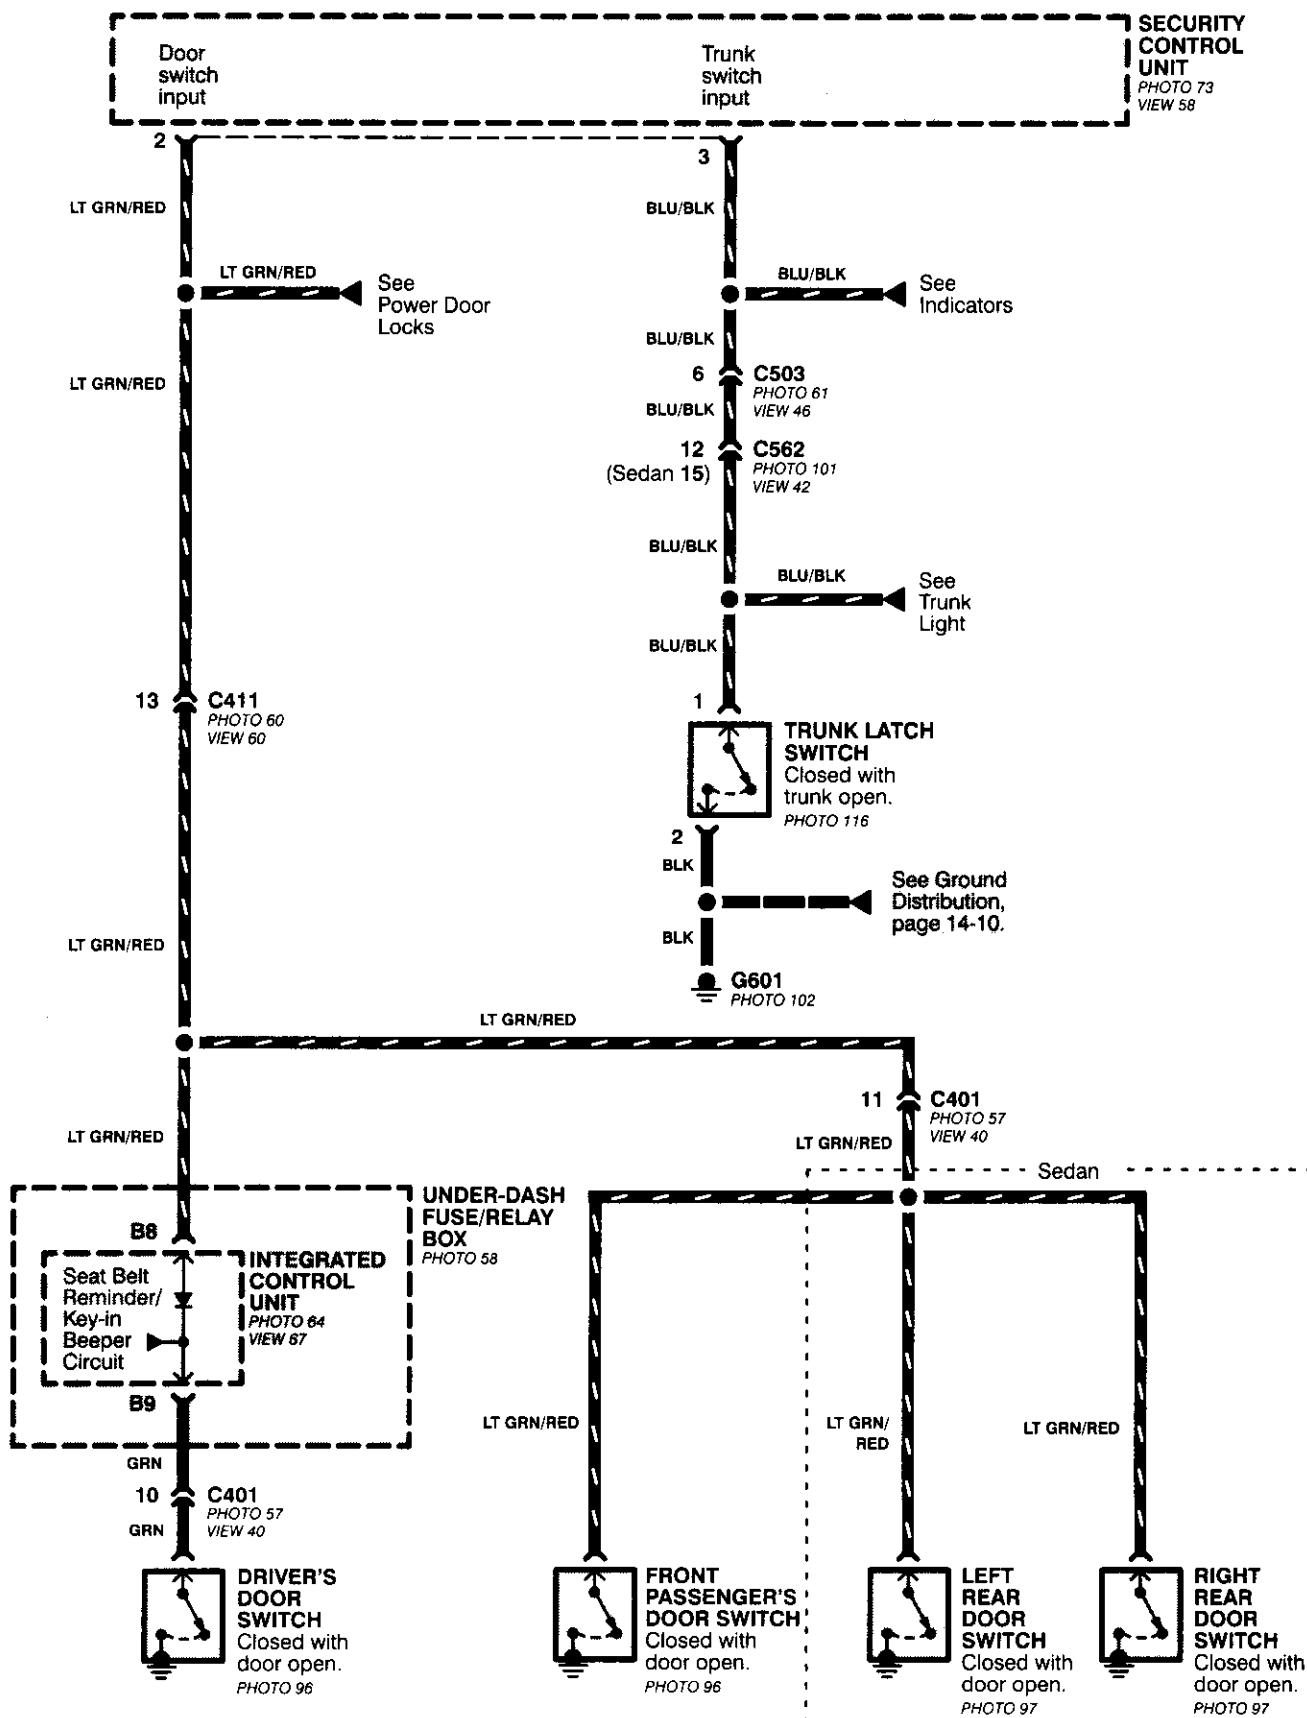 SECURITY
CONTROL
UNIT
PHOTO 73
VIEW 58
Door
switch
input
Trunk
switch
input
2
3
LT GRN/RED
BLU/BLK
LT GRN/RED
See
Power Door
Locks
BLU/BLK
See
Indicators
LT GRN/RED
BLU/BLK
6
C503
PHOTO 61
VIEW 46
BLU/BLK
12
(Sedan 15)
C562
PHOTO 101
VIEW 42
BLU/BLK
BLU/BLK
See
Trunk
Light
BLU/BLK
13
C411
PHOTO 60
VIEW 60
1
TRUNK LATCH
SWITCH
Closed with
trunk open.
PHOTO 116
2
BLK
See Ground
Distribution,
page 14-10.
BLK
G601
PHOTO 102
LT GRN/RED
LT GRN/RED
11
C401
PHOTO 57
VIEW 40
LT GRN/RED
LT GRN/RED
Sedan
UNDER-DASH
FUSE/RELAY
BOX
PHOTO 58
B8
INTEGRATED
CONTROL
UNIT
PHOTO 64
VIEW 67
Seat Belt
Reminder/
Key-in
Beeper
Circuit
B9
LT GRN/RED
LT GRN/
RED
LT GRN/RED
GRN
10
C401
PHOTO 57
VIEW 40
GRN
DRIVER'S
DOOR
SWITCH
Closed with
door open.
PHOTO 96
FRONT
PASSENGER'S
DOOR SWITCH
Closed with
door open.
PHOTO 96
LEFT
REAR
DOOR
SWITCH
Closed with
door open.
PHOTO 97
RIGHT
REAR
DOOR
SWITCH
Closed with
door open.
PHOTO 97